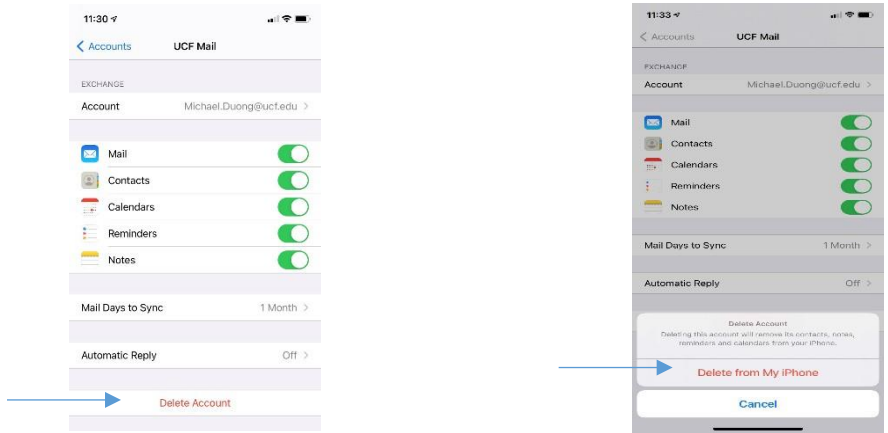 11:30
Accounts UCF Mail
EXCHANGE
Account Michael.Duong@ucf.edu
Mail
Contacts
Calendars
Reminders
Notes
Mail Days to Sync 1 Month
Automatic Reply Off
Delete Account
11:33
Accounts UCF Mail
EXCHANGE
Account Michael.Duong@ucf.edu
Mail
Contacts
Calendars
Reminders
Notes
Mail Days to Sync 1 Month
Automatic Reply Off
Delete Account
Deleting this account will remove its contacts, notes,
reminders and calendars from your iPhone.
Delete from My iPhone
Cancel